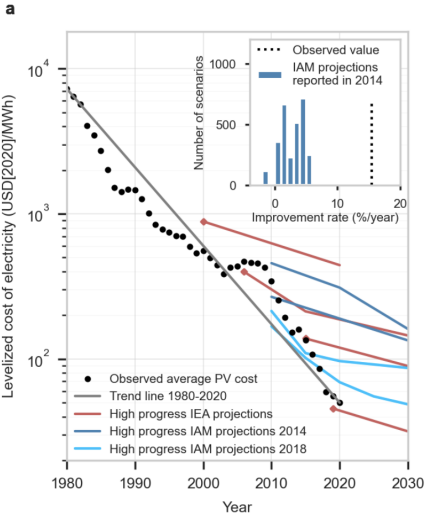 a
Levelized cost of electricity (USD[2020]/MWh)
10⁴
10³
10²
Number of scenarios
1000
500
0
Observed value
IAM projections
reported in 2014
0 10 20
Improvement rate (%/year)
Observed average PV cost
Trend line 1980-2020
High progress IEA projections
High progress IAM projections 2014
High progress IAM projections 2018
1980 1990 2000 2010 2020 2030
Year